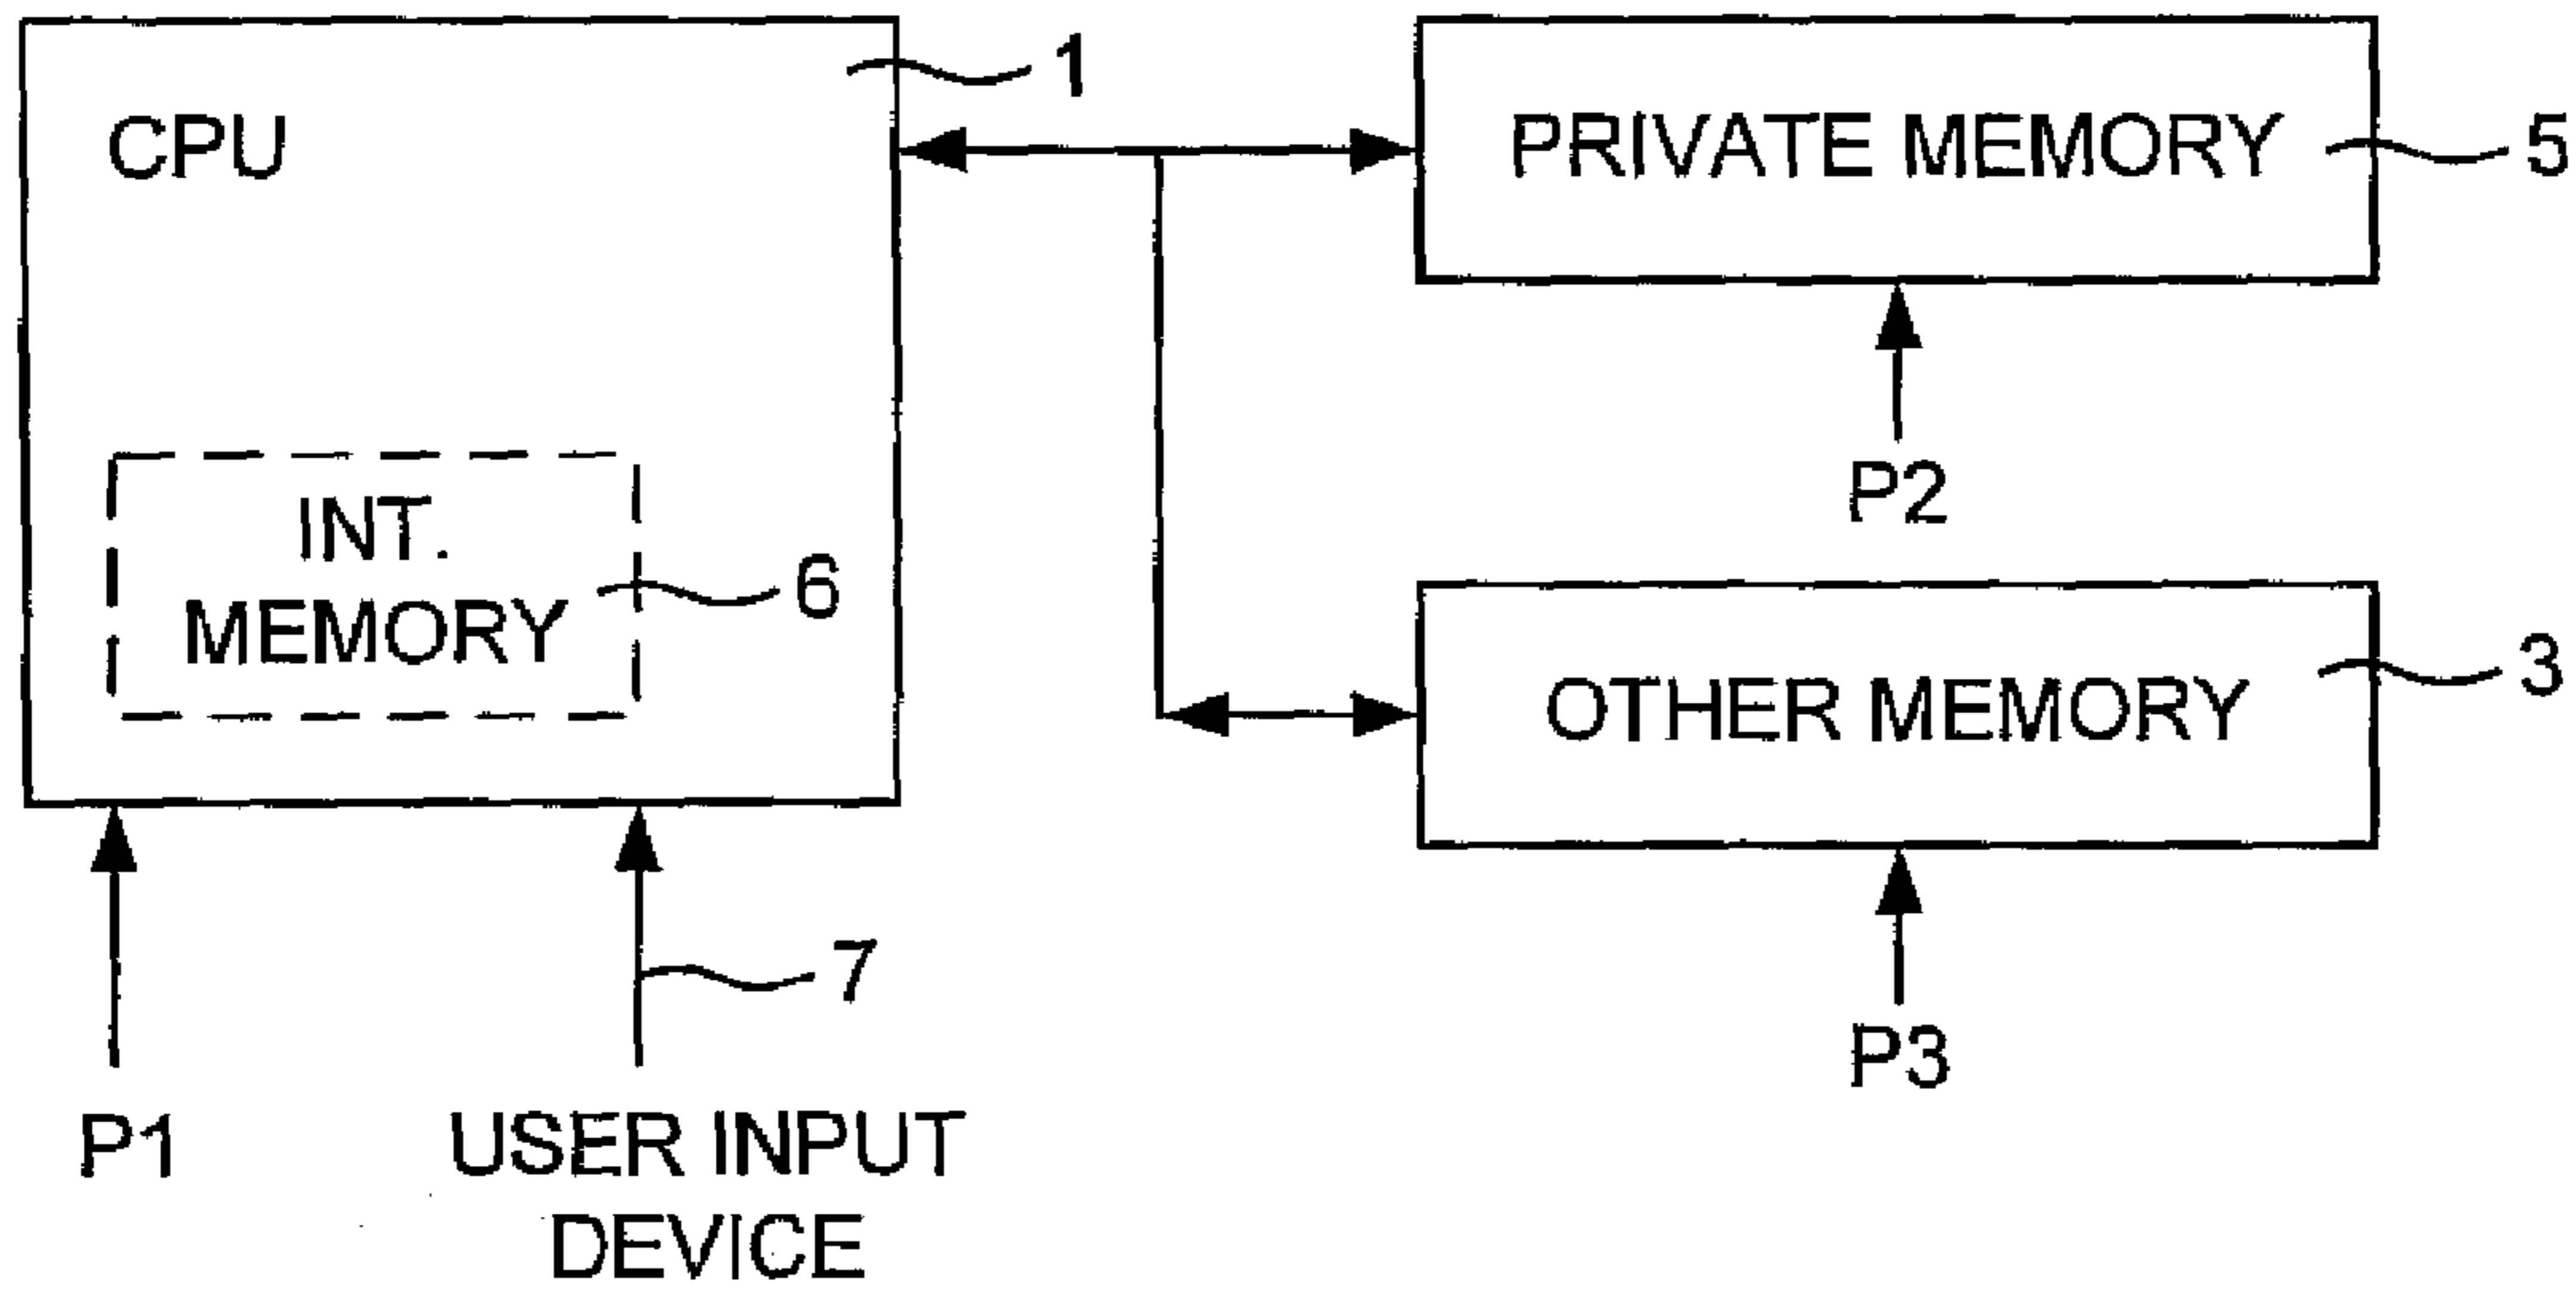 1
CPU
PRIVATE MEMORY
5
P2
INT.
MEMORY
6
OTHER MEMORY
3
7
P3
P1
USER INPUT
DEVICE